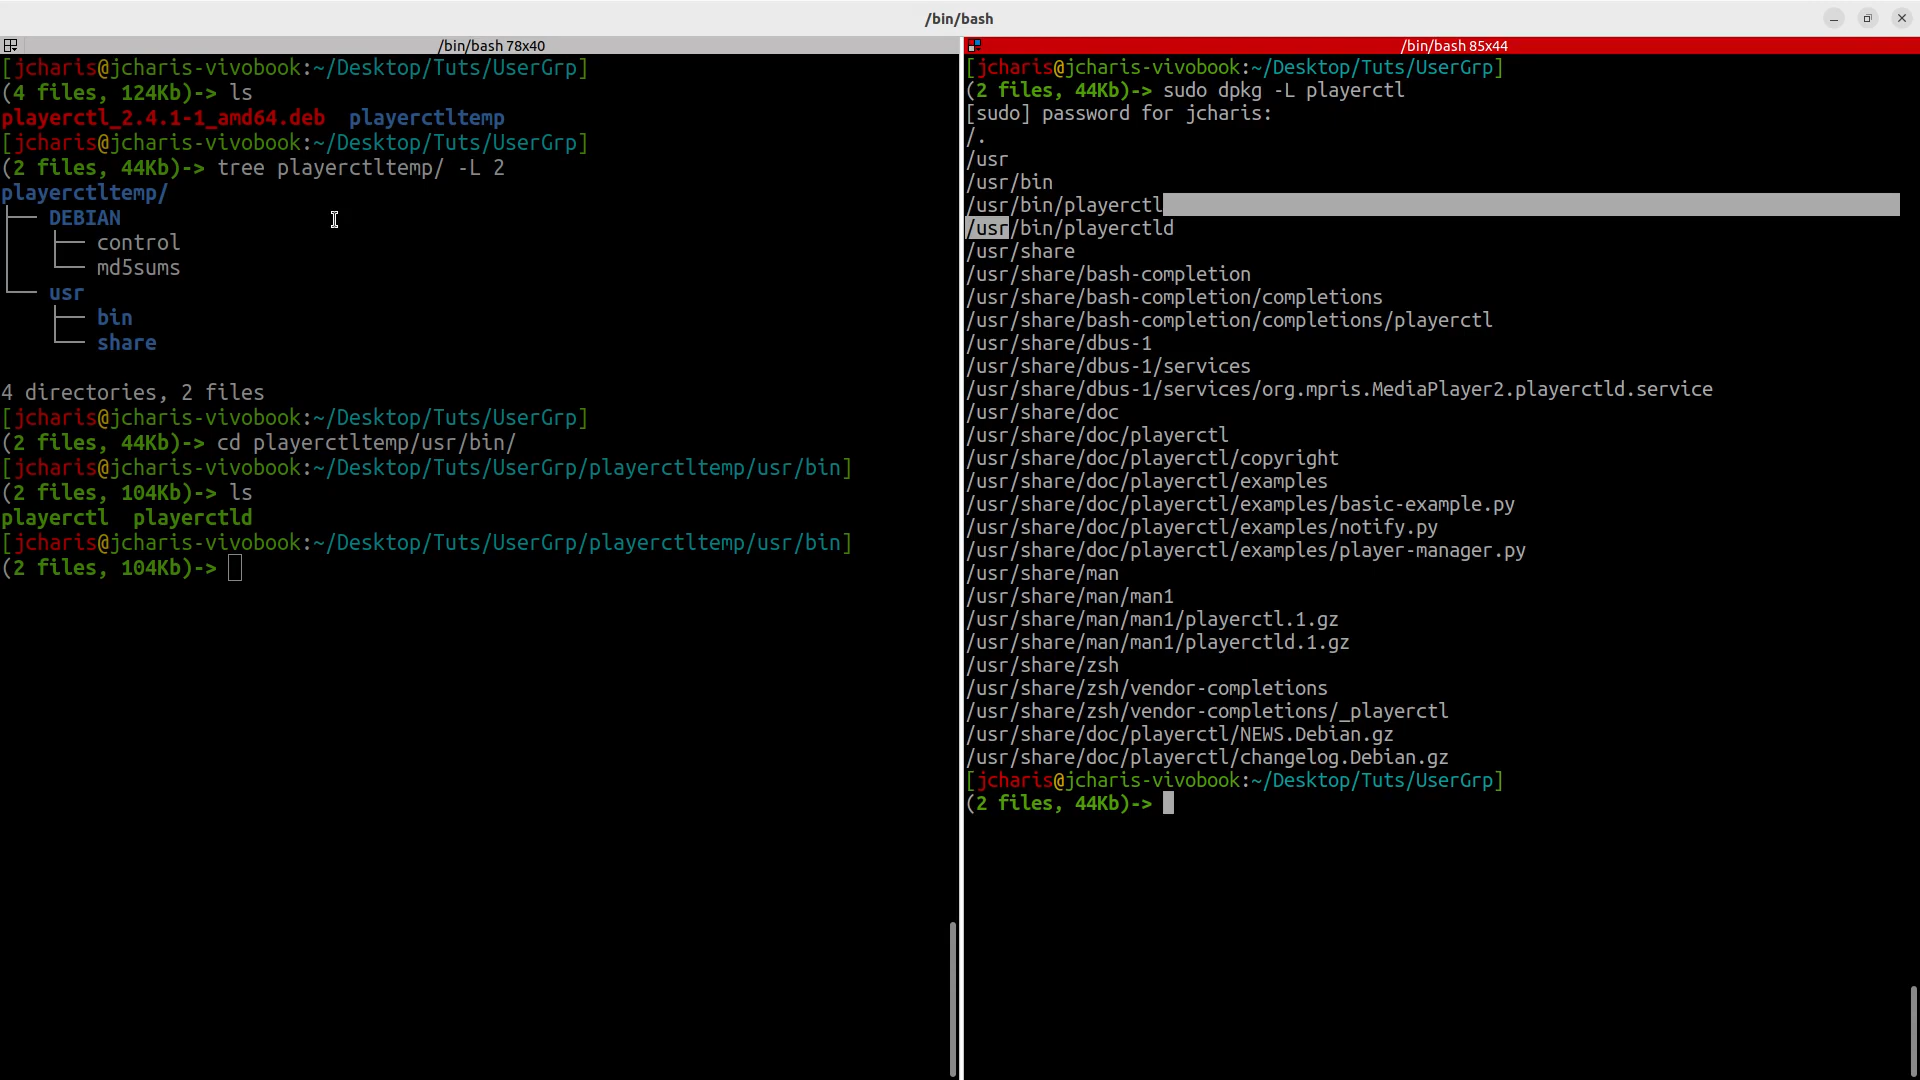 /bin/bash
/bin/bash 78x40
[jcharis@jcharis-vivobook:~/Desktop/Tuts/UserGrp]
(4 files, 124Kb)-> ls
playerctl_2.4.1-1_amd64.deb  playerctltemp
[jcharis@jcharis-vivobook:~/Desktop/Tuts/UserGrp]
(2 files, 44Kb)-> tree playerctltemp/ -L 2
playerctltemp/
├── DEBIAN
│   ├── control
│   └── md5sums
└── usr
    ├── bin
    └── share
4 directories, 2 files
[jcharis@jcharis-vivobook:~/Desktop/Tuts/UserGrp]
(2 files, 44Kb)-> cd playerctltemp/usr/bin/
[jcharis@jcharis-vivobook:~/Desktop/Tuts/UserGrp/playerctltemp/usr/bin]
(2 files, 104Kb)-> ls
playerctl  playerctld
[jcharis@jcharis-vivobook:~/Desktop/Tuts/UserGrp/playerctltemp/usr/bin]
(2 files, 104Kb)->
/bin/bash 85x44
[jcharis@jcharis-vivobook:~/Desktop/Tuts/UserGrp]
(2 files, 44Kb)-> sudo dpkg -L playerctl
[sudo] password for jcharis:
/.
/usr
/usr/bin
/usr/bin/playerctl
/usr/bin/playerctld
/usr/share
/usr/share/bash-completion
/usr/share/bash-completion/completions
/usr/share/bash-completion/completions/playerctl
/usr/share/dbus-1
/usr/share/dbus-1/services
/usr/share/dbus-1/services/org.mpris.MediaPlayer2.playerctld.service
/usr/share/doc
/usr/share/doc/playerctl
/usr/share/doc/playerctl/copyright
/usr/share/doc/playerctl/examples
/usr/share/doc/playerctl/examples/basic-example.py
/usr/share/doc/playerctl/examples/notify.py
/usr/share/doc/playerctl/examples/player-manager.py
/usr/share/man
/usr/share/man/man1
/usr/share/man/man1/playerctl.1.gz
/usr/share/man/man1/playerctld.1.gz
/usr/share/zsh
/usr/share/zsh/vendor-completions
/usr/share/zsh/vendor-completions/_playerctl
/usr/share/doc/playerctl/NEWS.Debian.gz
/usr/share/doc/playerctl/changelog.Debian.gz
[jcharis@jcharis-vivobook:~/Desktop/Tuts/UserGrp]
(2 files, 44Kb)->